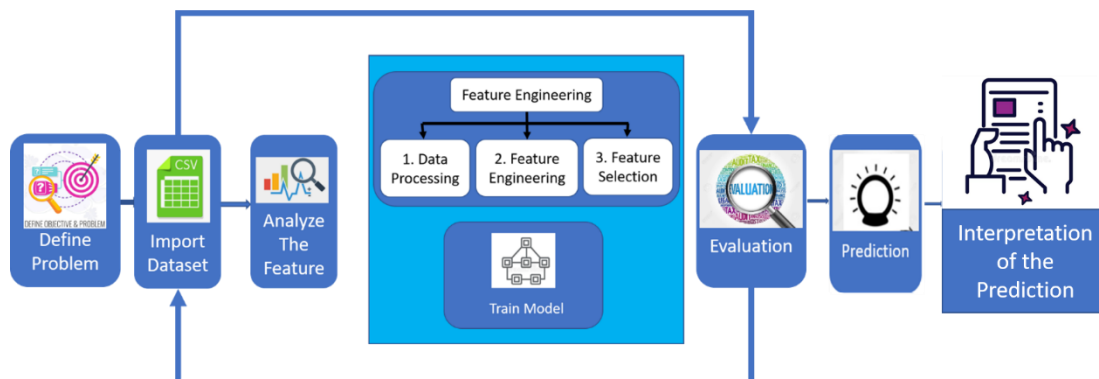 DEFINE OBJECTIVE & PROBLEM
Define
Problem
CSV
Import
Dataset
Analyze
The
Feature
Feature Engineering
1. Data
Processing
2. Feature
Engineering
3. Feature
Selection
Train Model
EVALUATION
Evaluation
Prediction
Interpretation
of the
Prediction